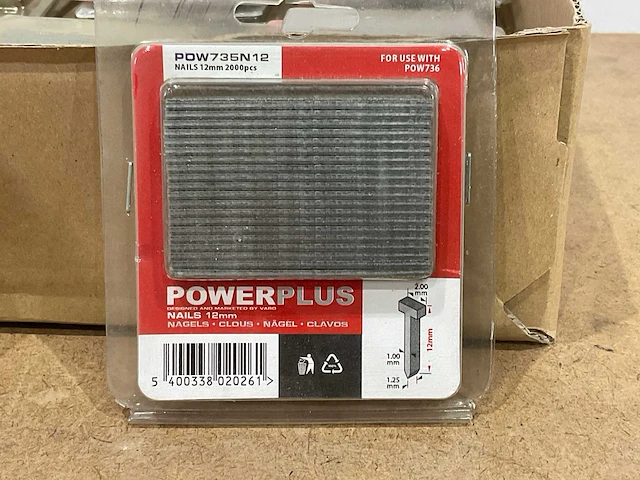 POW735N12
NAILS 12mm 2000pcs
FOR USE WITH
POW736
POWERPLUS
DESIGNED AND MARKETED BY VARO
NAILS 12mm
NAGELS · CLOUS · NÄGEL · CLAVOS
5 400338 020261 >
2.00
mm
12mm
1.00
mm
1.25
mm